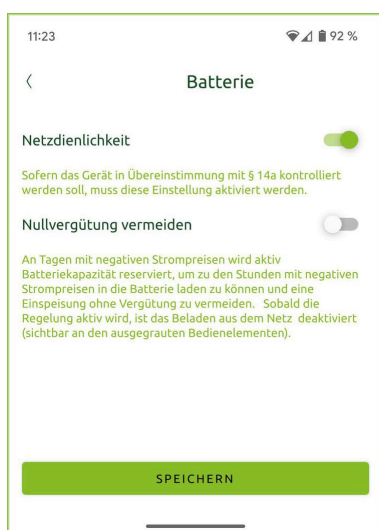 11:23 92 %
Batterie
Netzdienlichkeit
Sofern das Gerät in Übereinstimmung mit § 14a kontrolliert
werden soll, muss diese Einstellung aktiviert werden.
Nullvergütung vermeiden
An Tagen mit negativen Strompreisen wird aktiv
Batteriekapazität reserviert, um zu den Stunden mit negativen
Strompreisen in die Batterie laden zu können und eine
Einspeisung ohne Vergütung zu vermeiden. Sobald die
Regelung aktiv wird, ist das Beladen aus dem Netz deaktiviert
(sichtbar an den ausgegrauten Bedienelementen).
SPEICHERN